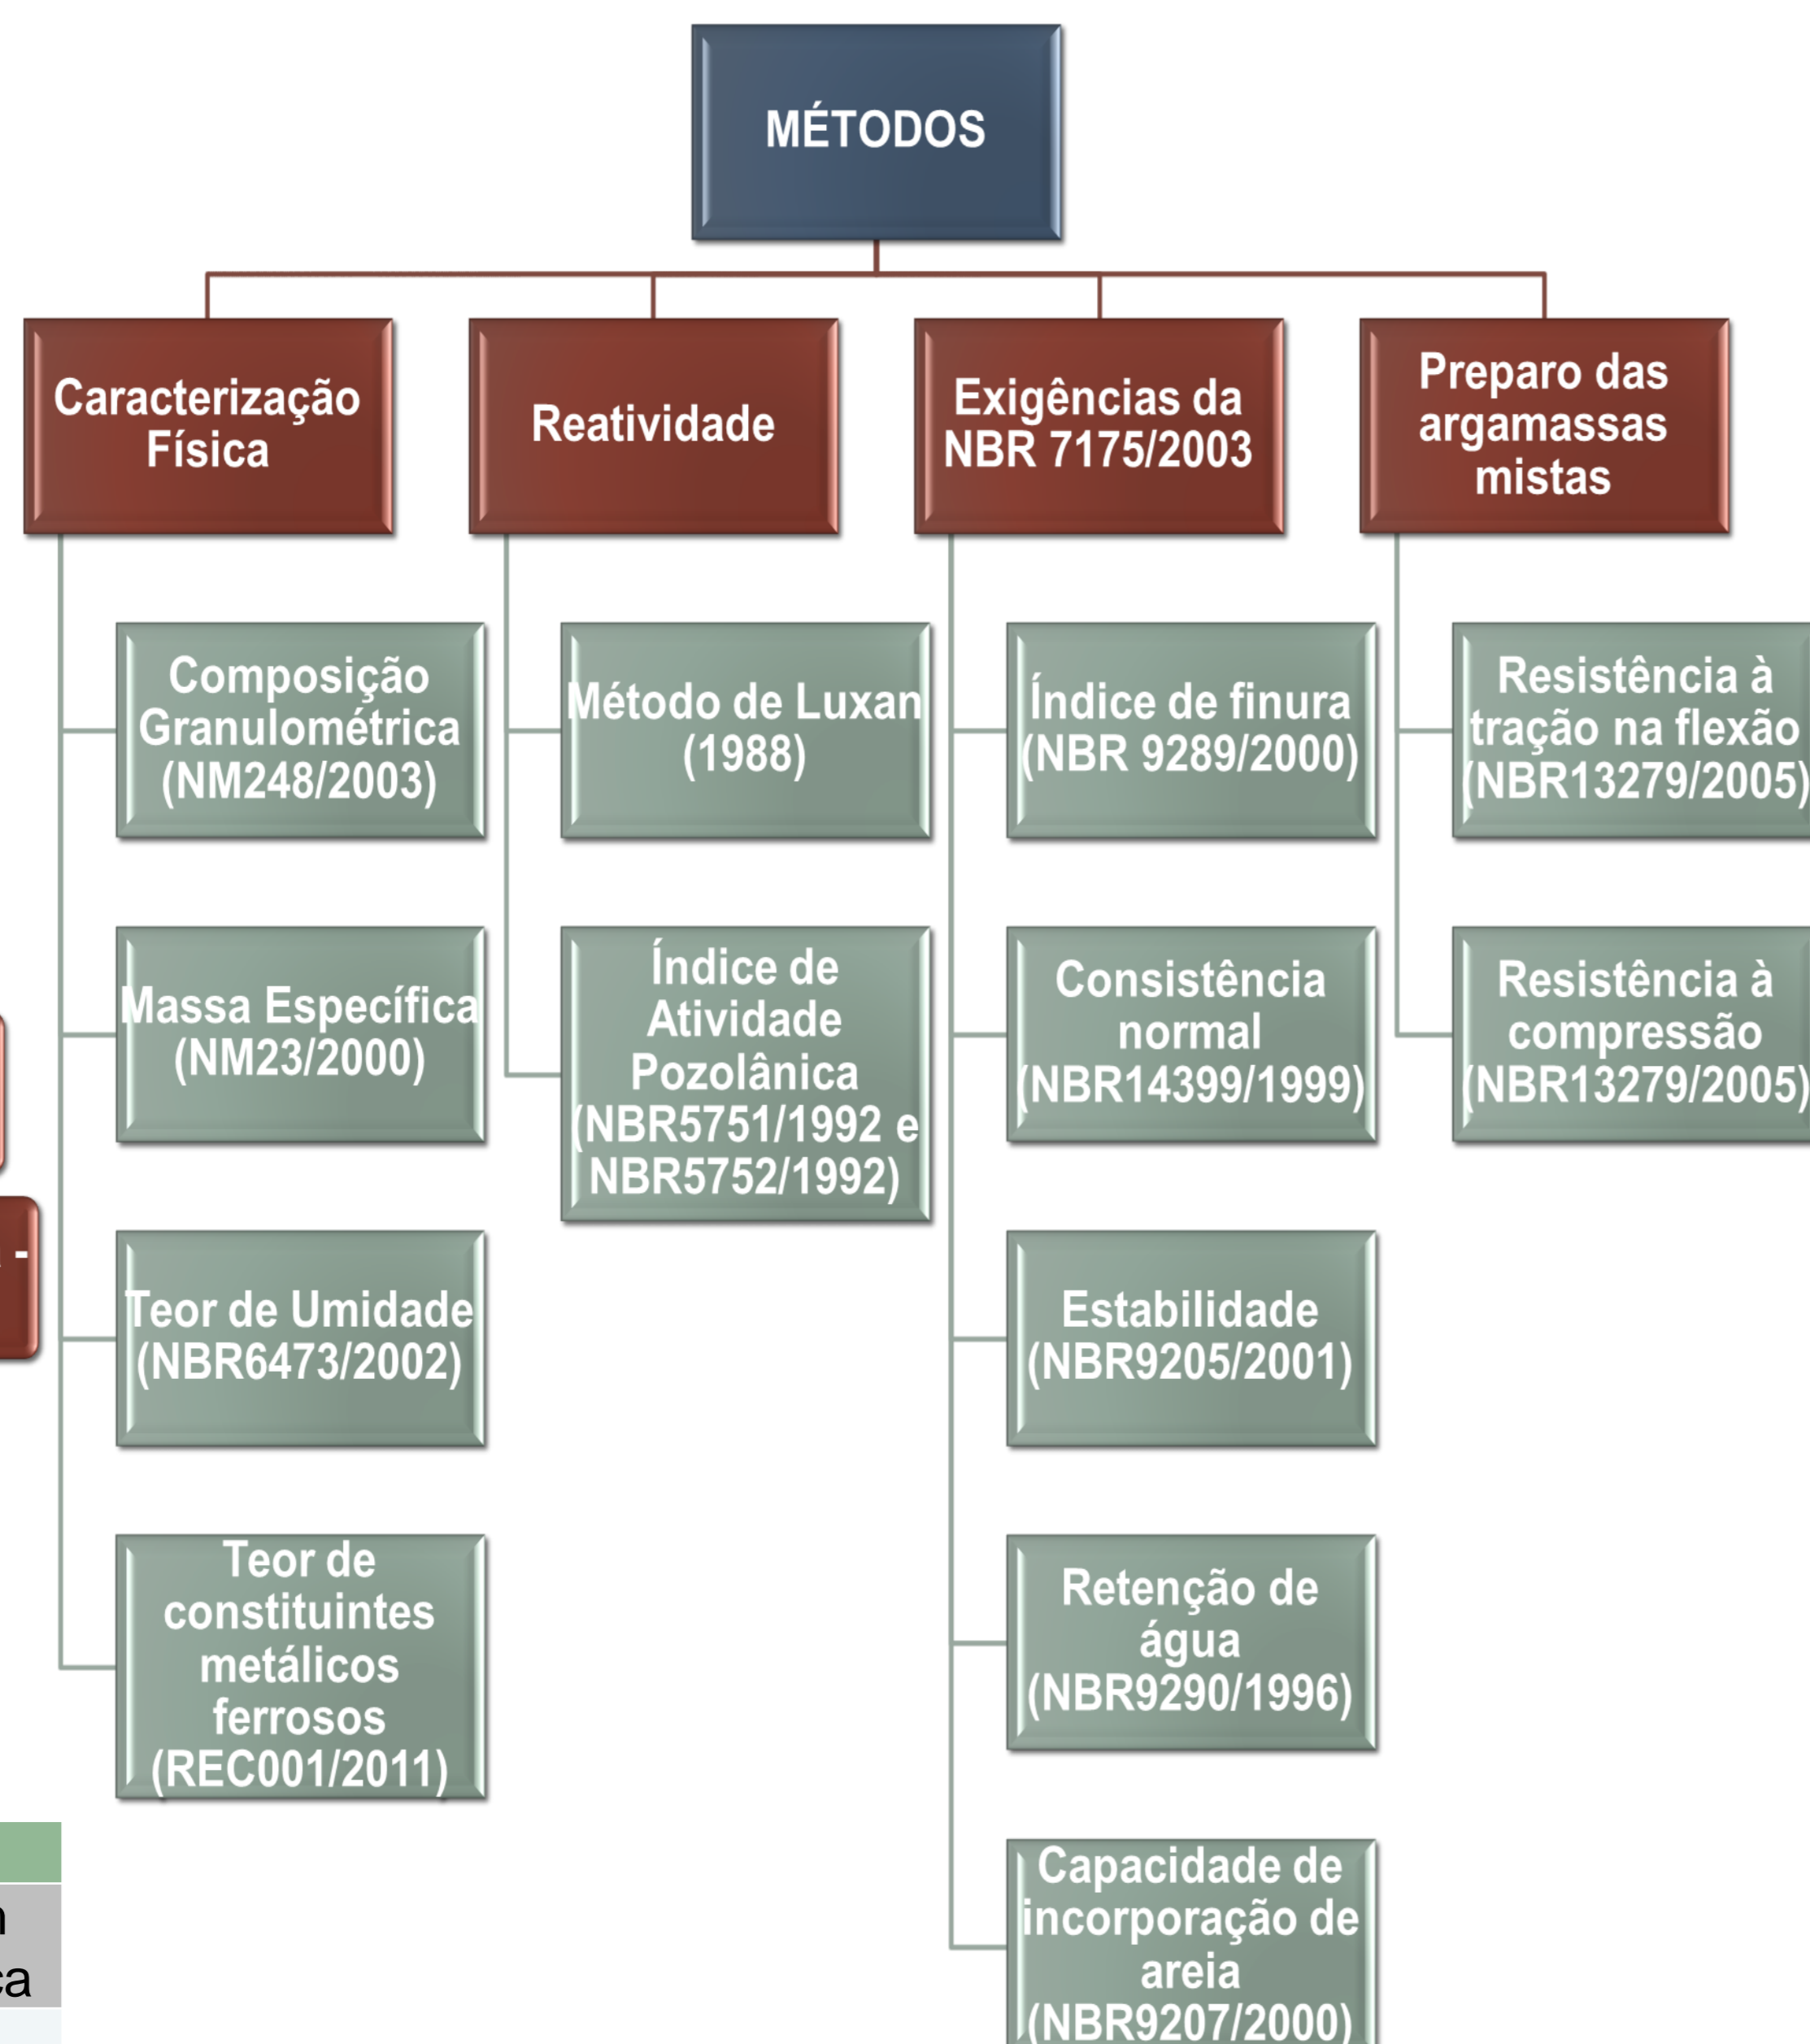 MÉTODOS
Caracterização
Física
Composição
Granulométrica
(NM248/2003)
Massa Específica
(NM23/2000)
Teor de Umidade
(NBR6473/2002)
Teor de
constituintes
metálicos
ferrosos
(REC001/2011)
Reatividade
Método de Luxan
(1988)
Índice de
Atividade
Pozolânica
(NBR5751/1992 e
NBR5752/1992)
Exigências da
NBR 7175/2003
Índice de finura
(NBR 9289/2000)
Consistência
normal
(NBR14399/1999)
Estabilidade
(NBR9205/2001)
Retenção de
água
(NBR9290/1996)
Capacidade de
incorporação de
areia
(NBR9207/2000)
Preparo das
argamassas
mistas
Resistência à
tração na flexão
(NBR13279/2005)
Resistência à
compressão
(NBR13279/2005)